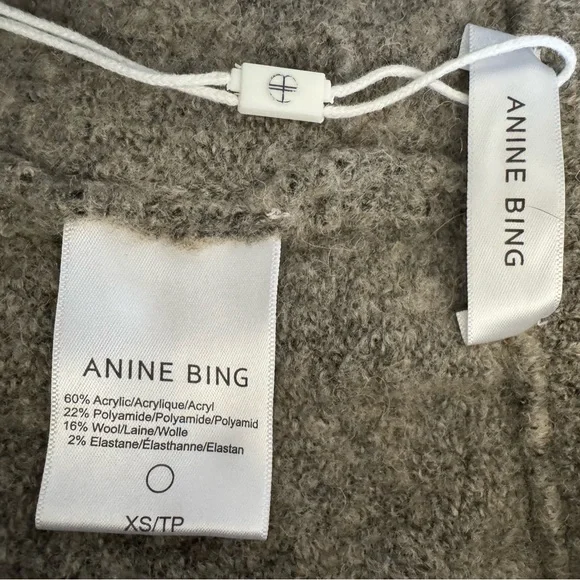 ANINE BING
ANINE BING
60% Acrylic/Acrylique/Acryl
22% Polyamide/Polyamide/Polyamid
16% Wool/Laine/Wolle
2% Elastane/Élasthanne/Elastan
XS/TP